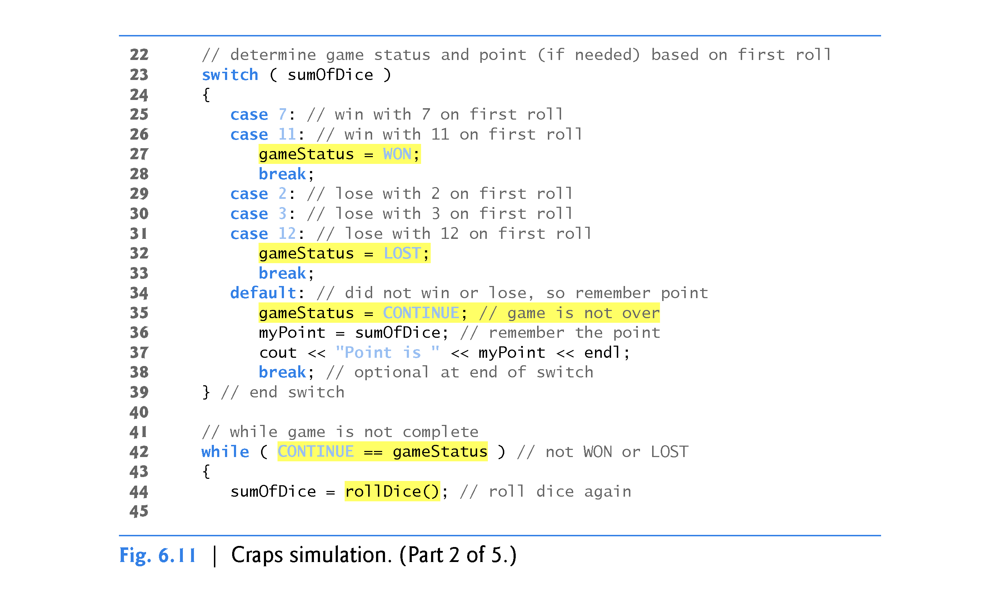 22 // determine game status and point (if needed) based on first roll
23 switch ( sumOfDice )
24 {
25 case 7: // win with 7 on first roll
26 case 11: // win with 11 on first roll
27 gameStatus = WON;
28 break;
29 case 2: // lose with 2 on first roll
30 case 3: // lose with 3 on first roll
31 case 12: // lose with 12 on first roll
32 gameStatus = LOST;
33 break;
34 default: // did not win or lose, so remember point
35 gameStatus = CONTINUE; // game is not over
36 myPoint = sumOfDice; // remember the point
37 cout << "Point is " << myPoint << endl;
38 break; // optional at end of switch
39 } // end switch
40
41 // while game is not complete
42 while ( CONTINUE == gameStatus ) // not WON or LOST
43 {
44 sumOfDice = rollDice(); // roll dice again
45
Fig. 6.11 | Craps simulation. (Part 2 of 5.)